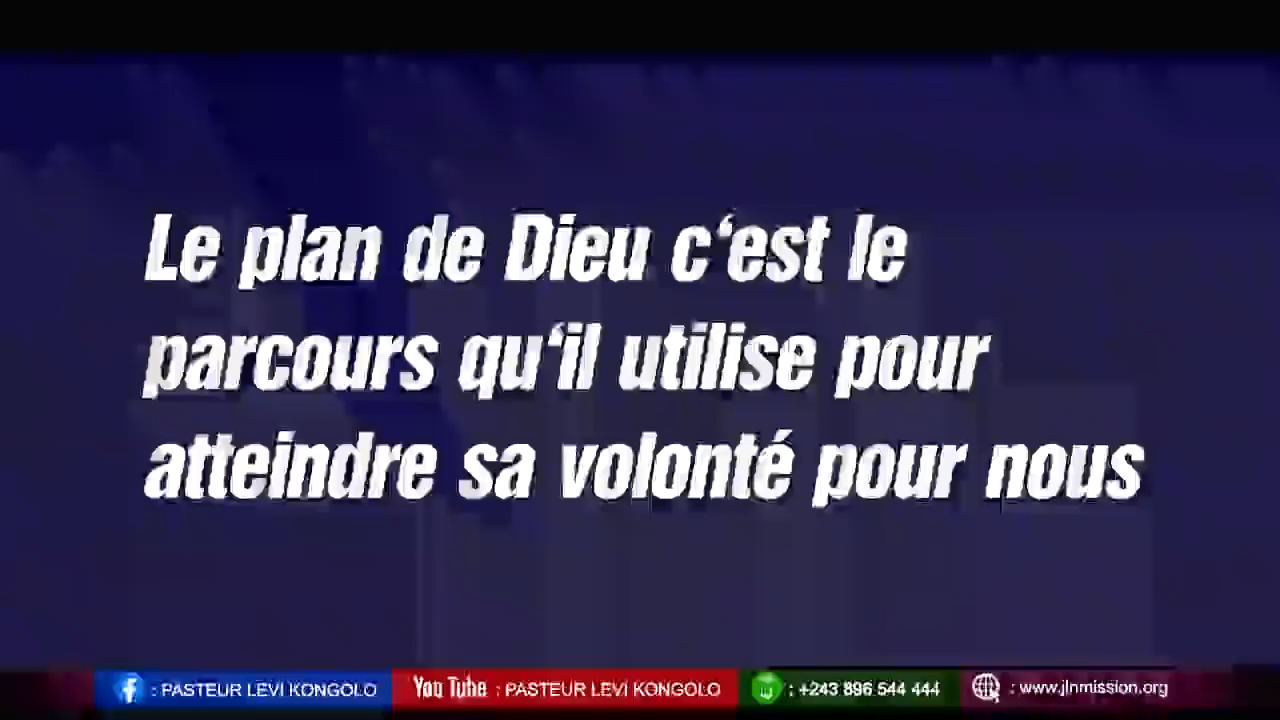 Le plan de Dieu c‘est le
parcours qu‘il utilise pour
atteindre sa volonté pour nous
: PASTEUR LEVI KONGOLO You Tube : PASTEUR LEVI KONGOLO : +243 896 544 444 : www.jlnmission.org